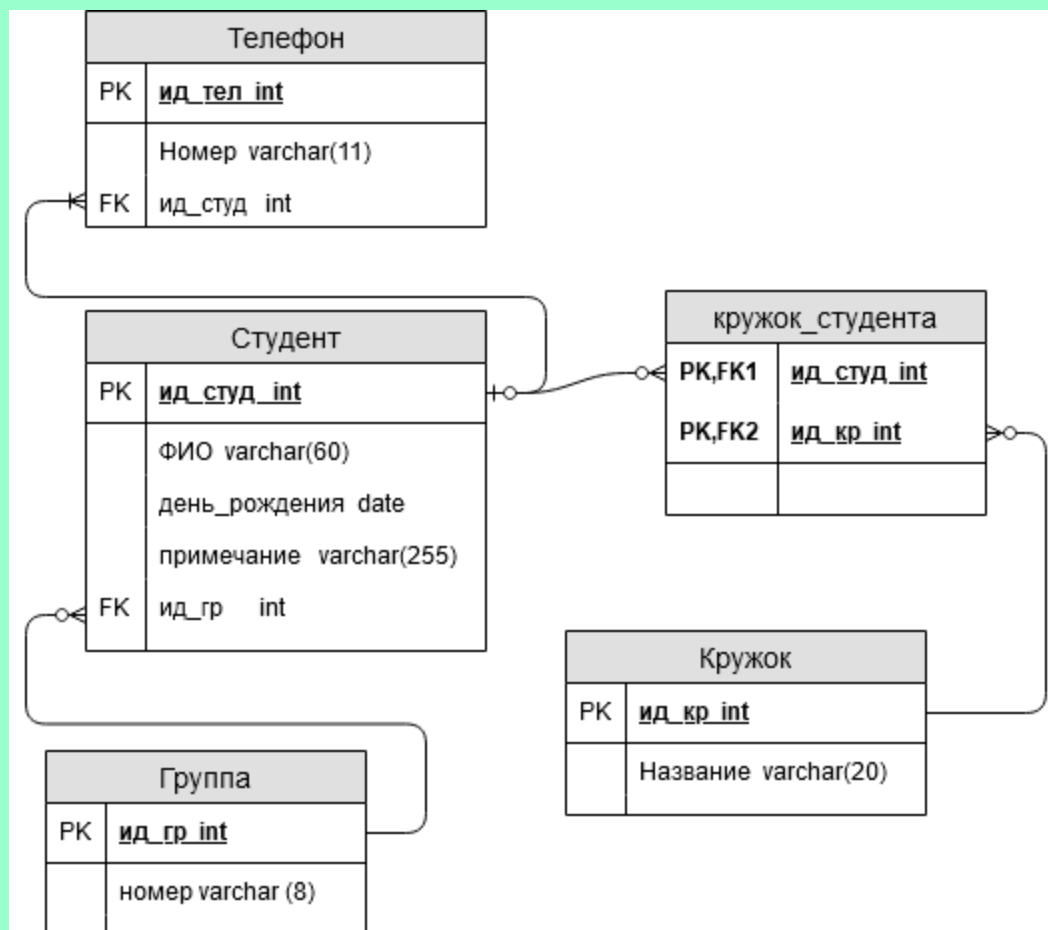 Телефон
PK ид_тел int
Номер varchar(11)
FK ид_студ int
Студент
PK ид_студ int
ФИО varchar(60)
день_рождения date
примечание varchar(255)
FK ид_гр int
кружок_студента
PK,FK1 ид_студ int
PK,FK2 ид_кр int
Кружок
PK ид_кр int
Название varchar(20)
Группа
PK ид_гр int
номер varchar (8)